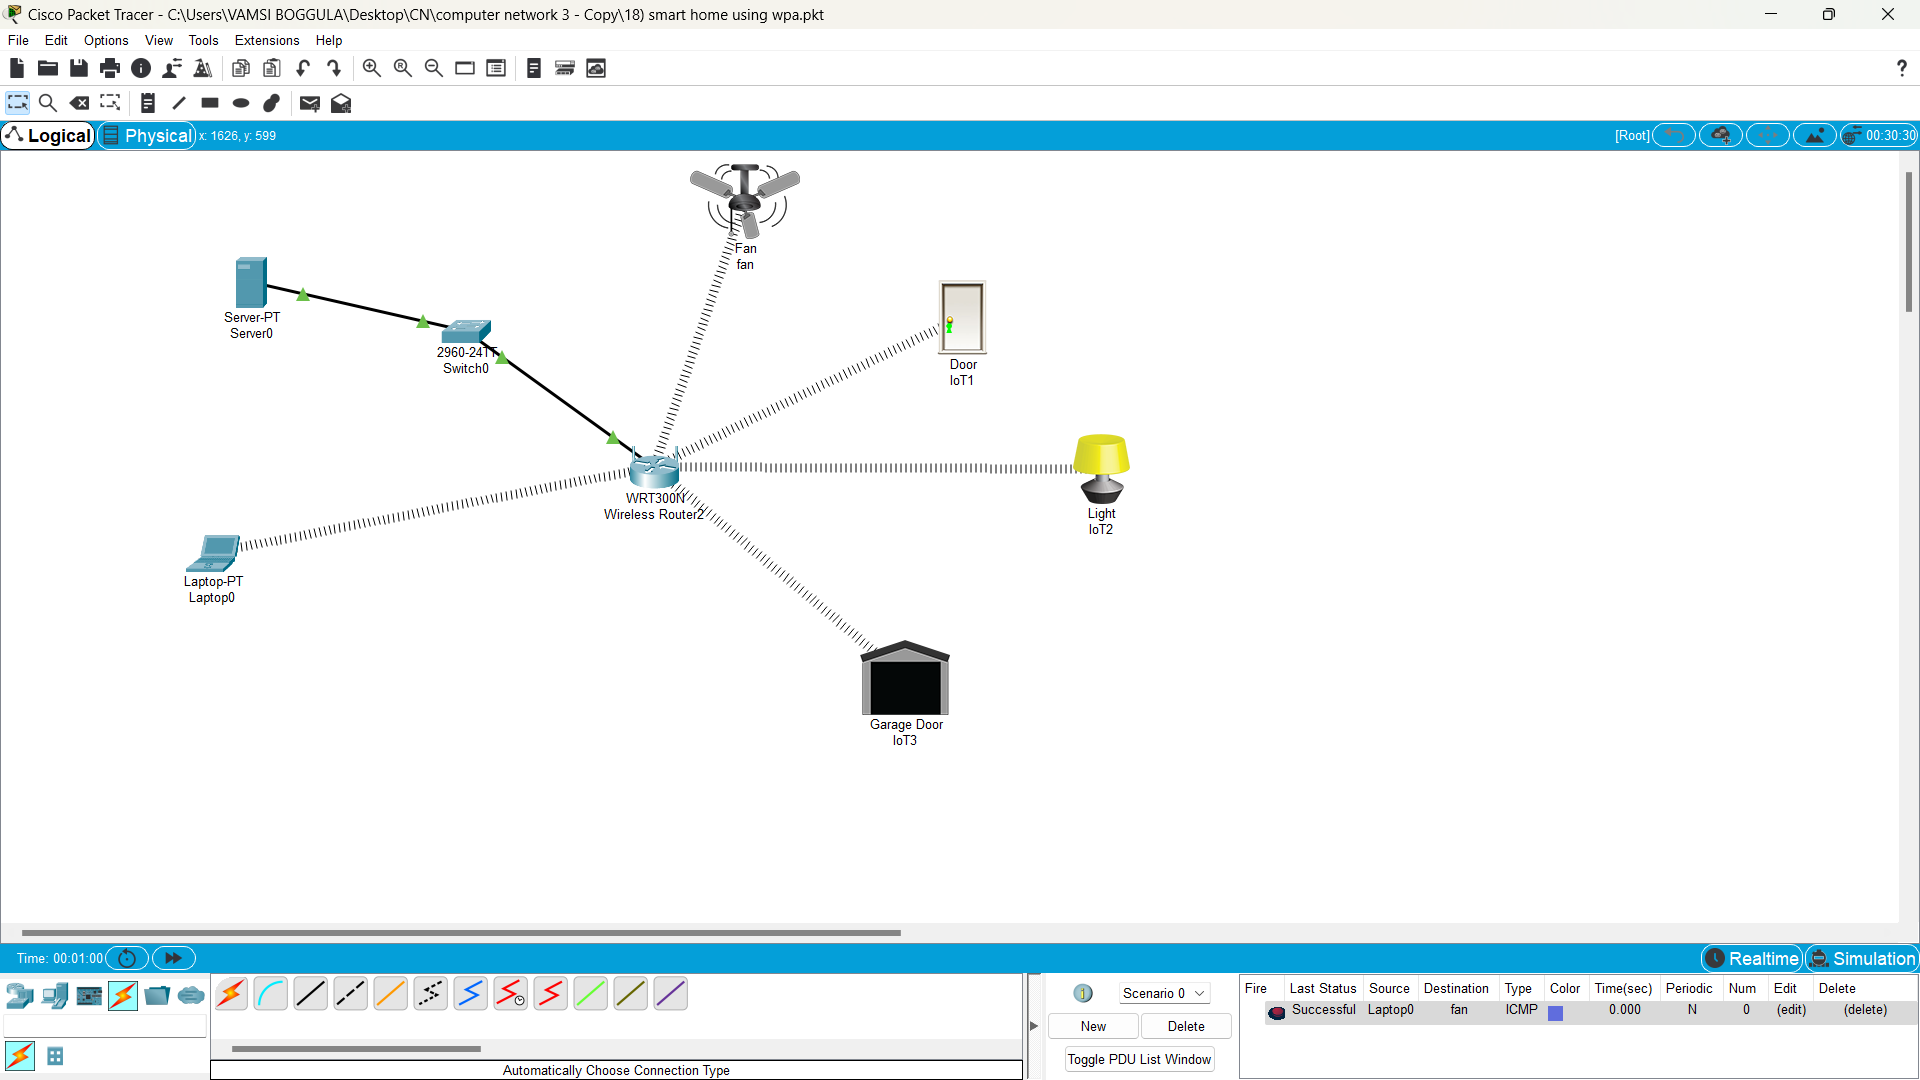 Cisco Packet Tracer - C:\Users\VAMSI BOGGULA\Desktop\CN\computer network 3 - Copy\18) smart home using wpa.pkt
File Edit Options View Tools Extensions Help
?
Logical Physical x: 1626, y: 599 [Root] 00:30:30
Fan
fan
Server-PT
Server0
2960-24TT
Switch0
Door
IoT1
WRT300N
Wireless Router2
Light
IoT2
Laptop-PT
Laptop0
Garage Door
IoT3
Time: 00:01:00 Realtime Simulation
Scenario 0
New Delete
Toggle PDU List Window
Fire Last Status Source Destination Type Color Time(sec) Periodic Num Edit Delete
Successful Laptop0 fan ICMP 0.000 N 0 (edit) (delete)
Automatically Choose Connection Type